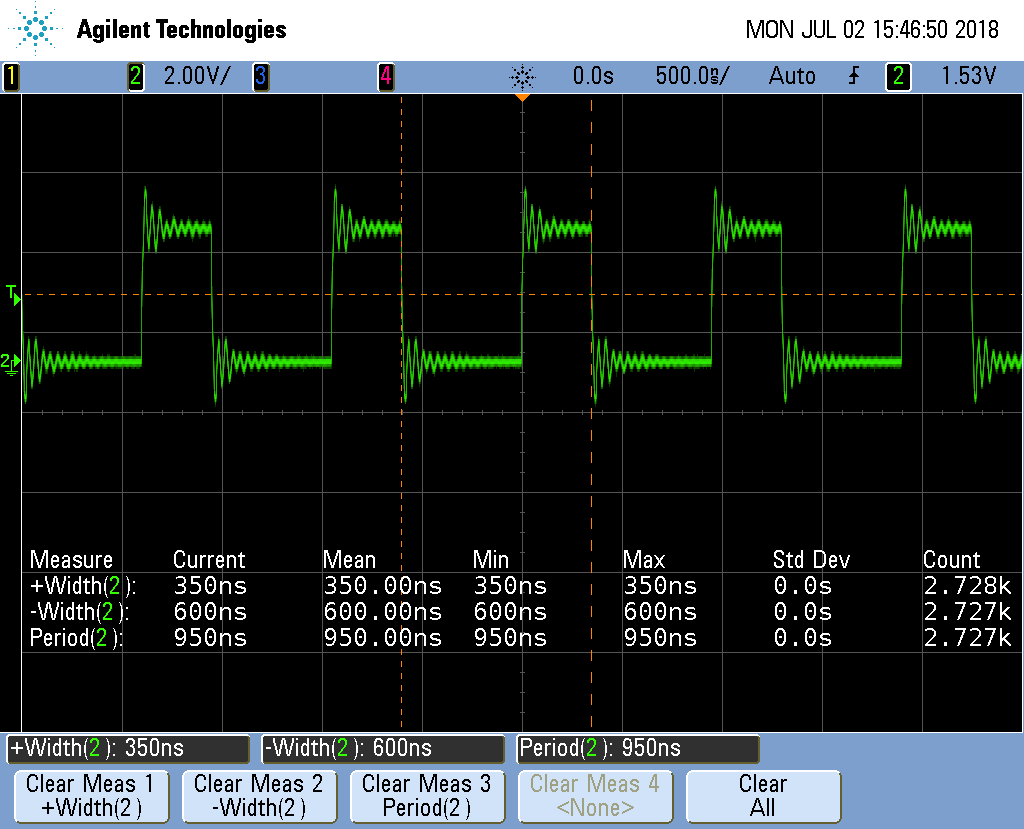 Agilent Technologies MON JUL 02 15:46:50 2018
1 2 2.00V/ 3 4 0.0s 500.0ns/ Auto 2 1.53V
T
2
Measure Current Mean Min Max Std Dev Count
+Width(2): 350ns 350.00ns 350ns 350ns 0.0s 2.728k
-Width(2): 600ns 600.00ns 600ns 600ns 0.0s 2.727k
Period(2): 950ns 950.00ns 950ns 950ns 0.0s 2.727k
+Width(2): 350ns -Width(2): 600ns Period(2): 950ns
Clear Meas 1 Clear Meas 2 Clear Meas 3 Clear Meas 4 Clear
+Width(2) -Width(2) Period(2) <None> All